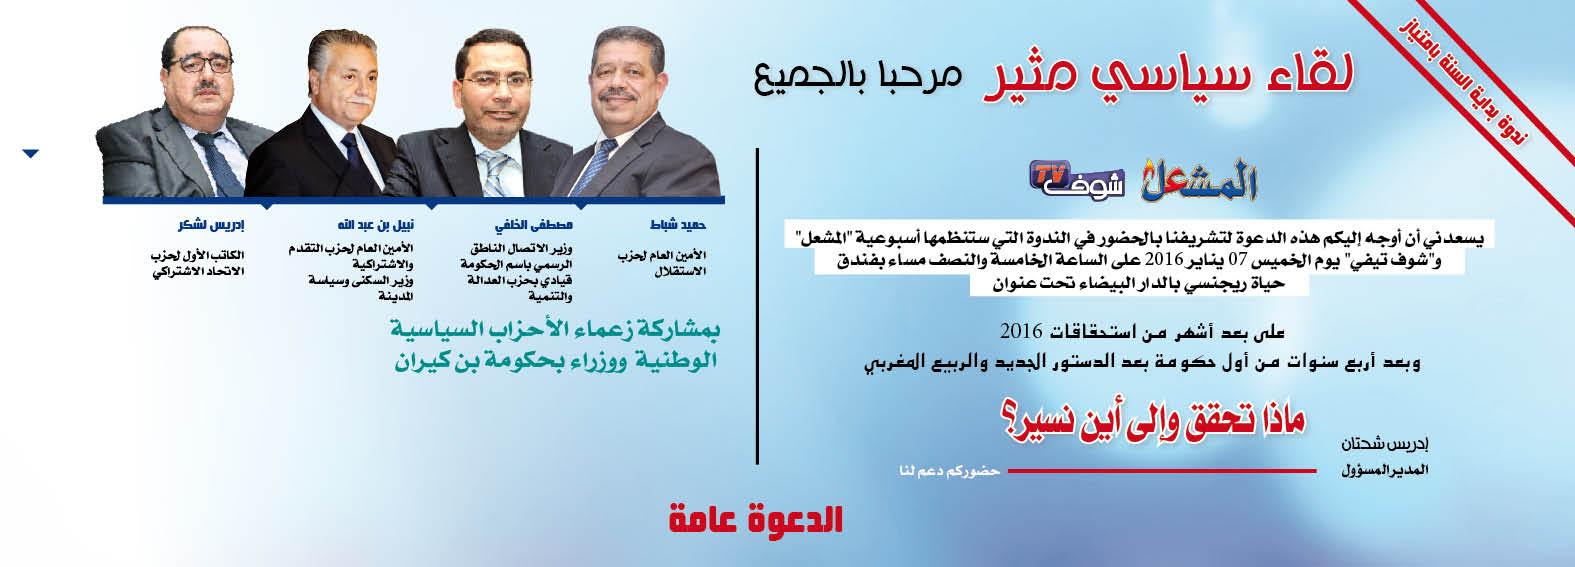 ندوة بداية السنة بامتياز
لقاء سياسي مثير مرحبا بالجميع
المشعل شوف TV
يسعدني أن أوجه إليكم هذه الدعوة لتشريفنا بالحضور في الندوة التي ستنظمها أسبوعية "المشعل"
و"شوف تيفي" يوم الخميس 07 يناير 2016 على الساعة الخامسة والنصف مساء بفندق
حياة ريجنسي بالدار البيضاء تحت عنوان
على بعد أشهر من استحقاقات 2016
وبعد أربع سنوات من أول حكومة بعد الدستور الجديد والربيع المغربي
ماذا تحقق وإلى أين نسير؟
إدريس شحتان
المدير المسؤول
حضوركم دعم لنا
حميد شباط
الأمين العام لحزب
الاستقلال
مصطفى الخلفي
وزير الاتصال الناطق
الرسمي باسم الحكومة
قيادي بحزب العدالة
والتنمية
نبيل بن عبد الله
الأمين العام لحزب التقدم
والاشتراكية
وزير السكنى وسياسة
المدينة
إدريس لشكر
الكاتب الأول لحزب
الاتحاد الاشتراكي
بمشاركة زعماء الأحزاب السياسية
الوطنية ووزراء بحكومة بن كيران
الدعوة عامة